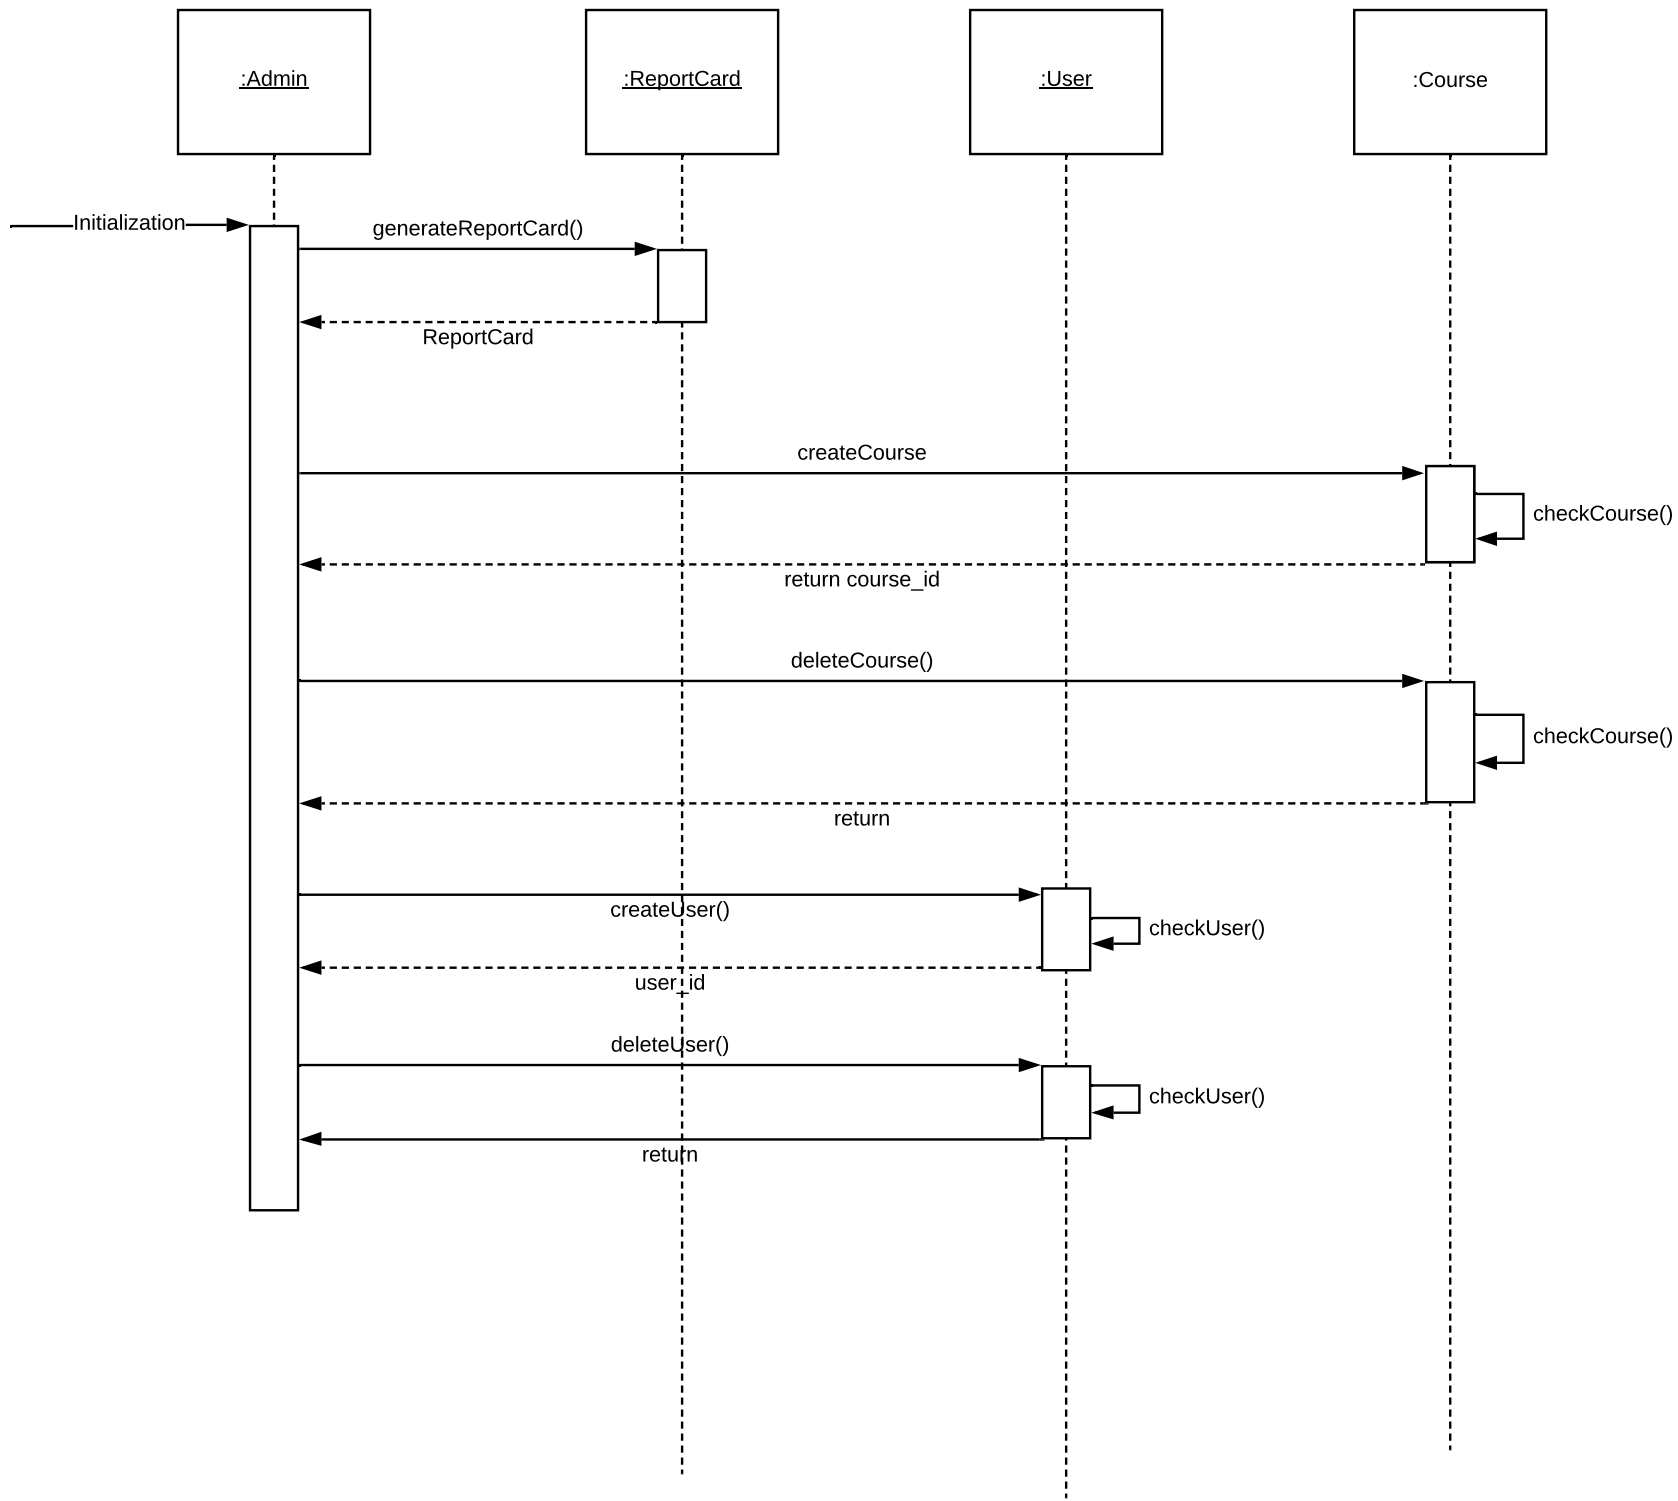 :Admin
:ReportCard
:User
:Course
Initialization
generateReportCard()
ReportCard
createCourse
checkCourse()
return course_id
deleteCourse()
checkCourse()
return
createUser()
checkUser()
user_id
deleteUser()
checkUser()
return